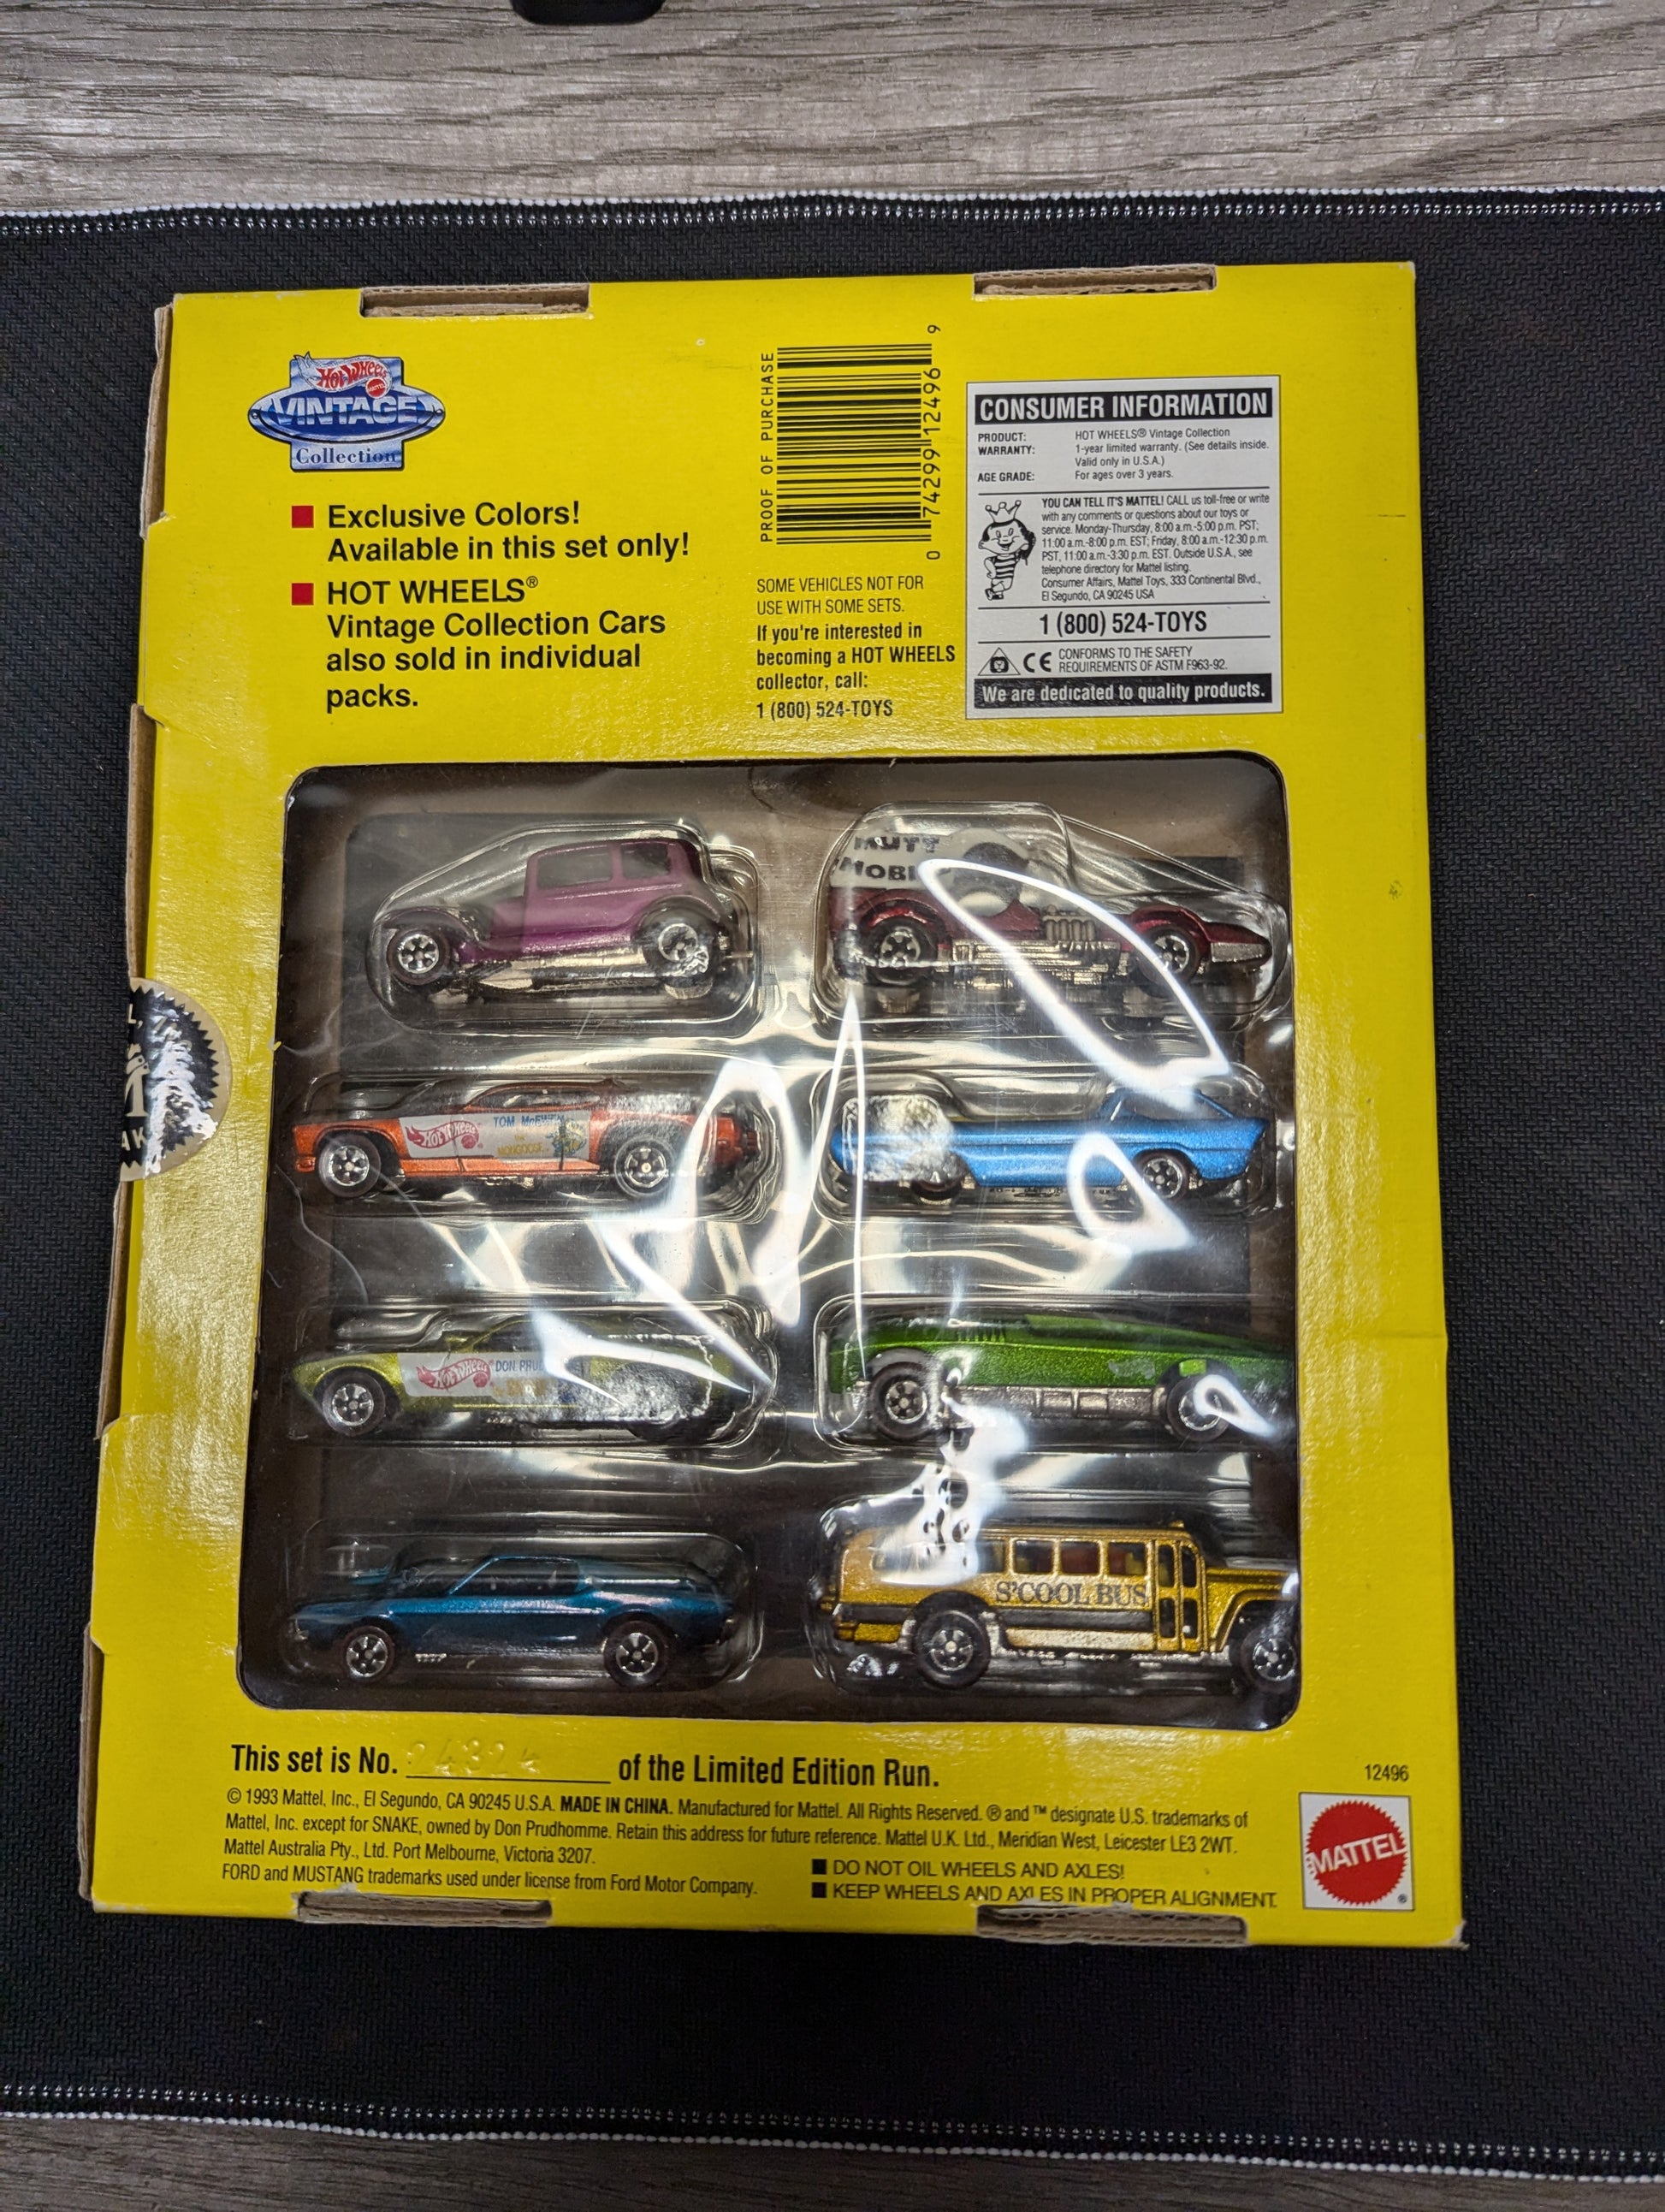 HOT WHEELS
MATTEL
VINTAGE
Collection
Exclusive Colors!
Available in this set only!
HOT WHEELS®
Vintage Collection Cars
also sold in individual
packs.
PROOF OF PURCHASE
0 74299 12496 9
SOME VEHICLES NOT FOR
USE WITH SOME SETS.
If you're interested in
becoming a HOT WHEELS
collector, call:
1 (800) 524-TOYS
CONSUMER INFORMATION
PRODUCT: HOT WHEELS® Vintage Collection
WARRANTY: 1-year limited warranty. (See details inside.
Valid only in U.S.A.)
AGE GRADE: For ages over 3 years.
YOU CAN TELL IT'S MATTEL! CALL us toll-free or write
with any comments or questions about our toys or
service. Monday-Thursday, 8:00 a.m.-5:00 p.m. PST;
11:00 a.m.-8:00 p.m. EST; Friday, 8:00 a.m.-12:30 p.m.
PST, 11:00 a.m.-3:30 p.m. EST. Outside U.S.A., see
telephone directory for Mattel listing.
Consumer Affairs, Mattel Toys, 333 Continental Blvd.,
El Segundo, CA 90245 USA
1 (800) 524-TOYS
CE CONFORMS TO THE SAFETY
REQUIREMENTS OF ASTM F963-92.
We are dedicated to quality products.
MUTT
MOBI
Hot Wheels
TOM McEWEN
MONGOOSE
Hot Wheels
DON PRUD
S'COOL BUS
This set is No. of the Limited Edition Run.
12496
© 1993 Mattel, Inc., El Segundo, CA 90245 U.S.A. MADE IN CHINA. Manufactured for Mattel. All Rights Reserved. ® and ™ designate U.S. trademarks of
Mattel, Inc. except for SNAKE, owned by Don Prudhomme. Retain this address for future reference. Mattel U.K. Ltd., Meridian West, Leicester LE3 2WT.
Mattel Australia Pty., Ltd. Port Melbourne, Victoria 3207.
FORD and MUSTANG trademarks used under license from Ford Motor Company.
DO NOT OIL WHEELS AND AXLES!
KEEP WHEELS AND AXLES IN PROPER ALIGNMENT.
MATTEL
®